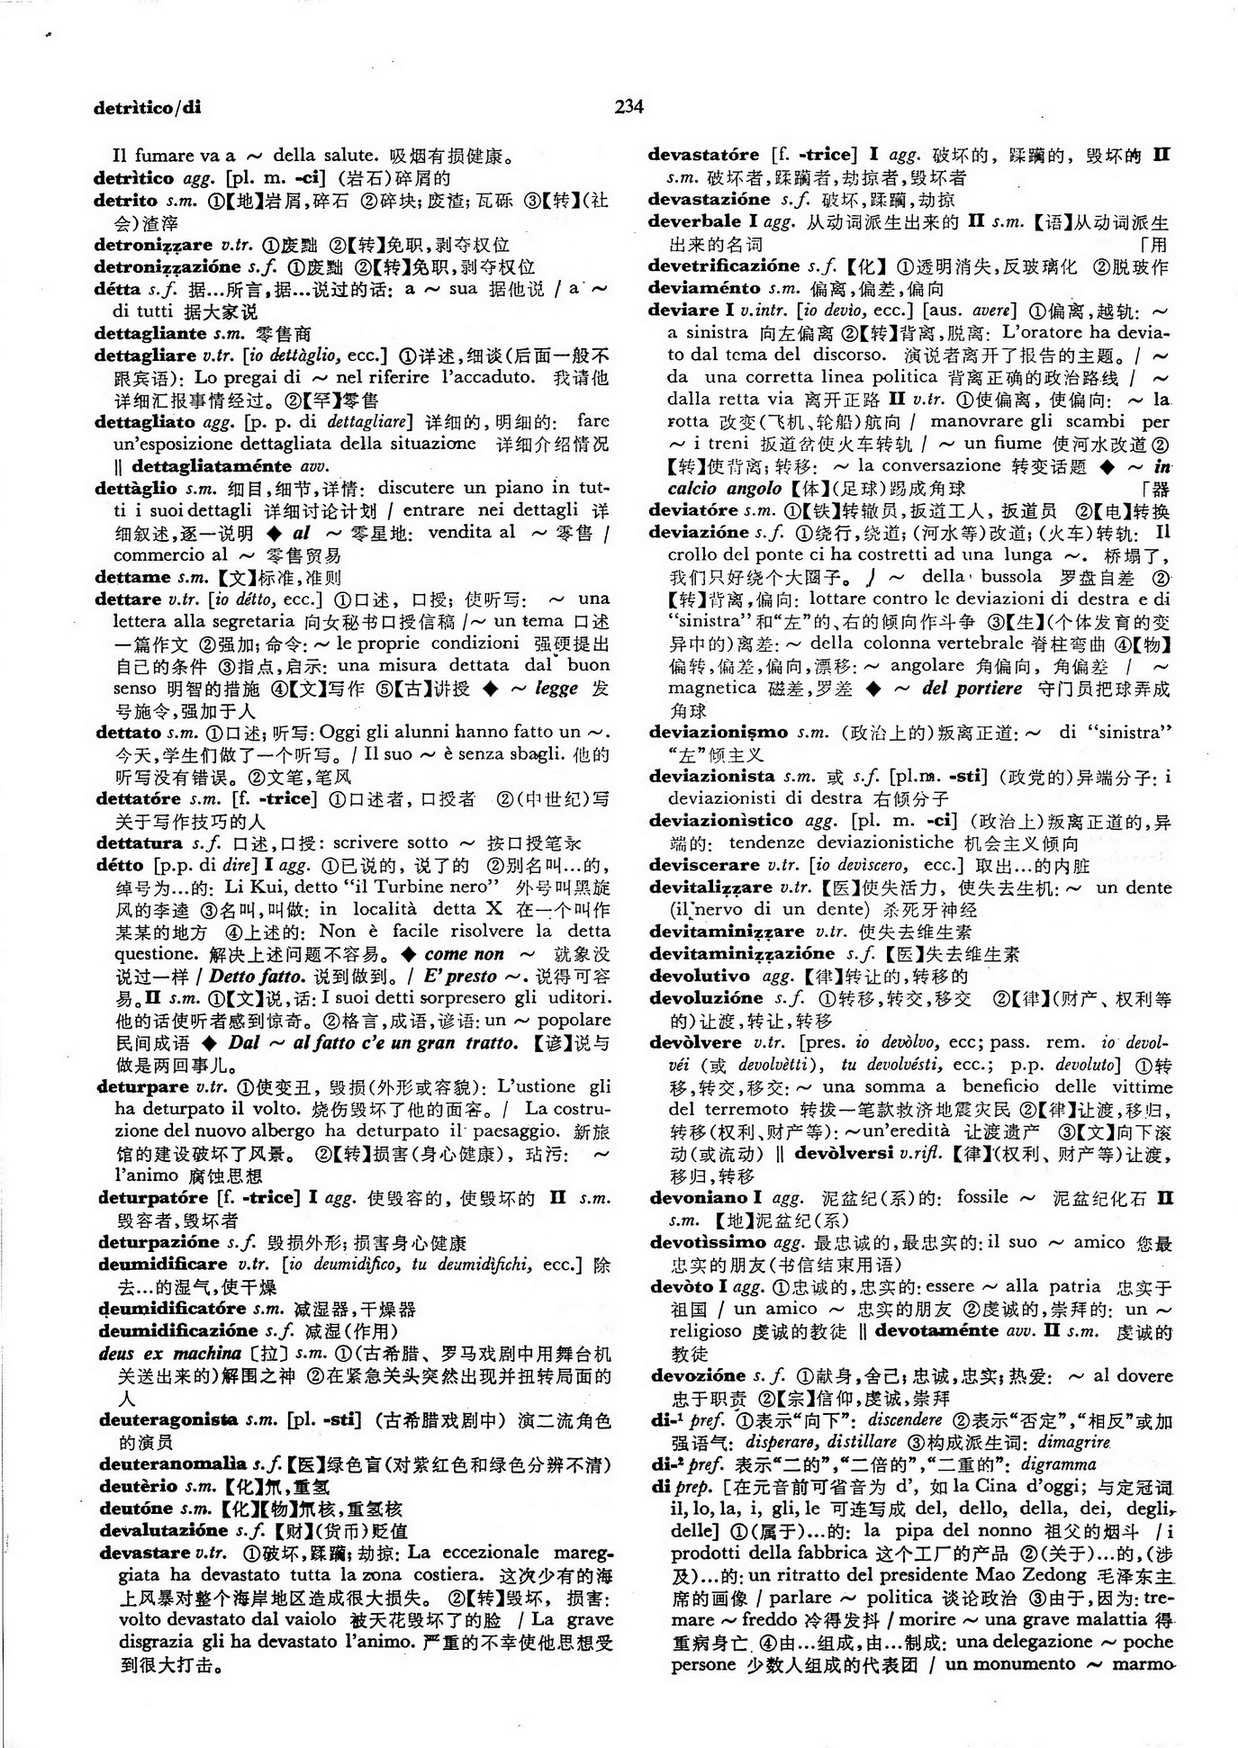 detrìtico/di
234
Il fumare va a ～ della salute. 吸烟有损健康。
detrìtico agg. [pl. m. -ci] (岩石)碎屑的
detrito s.m. ①【地】岩屑,碎石 ②碎块;废渣;瓦砾 ③【转】(社
会)渣滓
detroniẓẓare v.tr. ①废黜 ②【转】免职,剥夺权位
detroniẓẓazióne s.f. ①废黜 ②【转】免职,剥夺权位
détta s.f. 据…所言,据…说过的话: a ～ sua 据他说 / a ～
di tutti 据大家说
dettagliante s.m. 零售商
dettagliare v.tr. [io dettàglio, ecc.] ①详述,细谈(后面一般不
跟宾语): Lo pregai di ～ nel riferire l'accaduto. 我请他
详细汇报事情经过。②【罕】零售
dettagliato agg. [p. p. di dettagliare] 详细的,明细的: fare
un'esposizione dettagliata della situazione 详细介绍情况
‖ dettagliataménte avv.
dettàglio s.m. 细目,细节,详情: discutere un piano in tut-
ti i suoi dettagli 详细讨论计划 / entrare nei dettagli 详
细叙述,逐一说明 ◆ al ～ 零星地: vendita al ～ 零售 /
commercio al ～ 零售贸易
dettame s.m. 【文】标准,准则
dettare v.tr. [io détto, ecc.] ①口述, 口授; 使听写: ～ una
lettera alla segretaria 向女秘书口授信稿 /～ un tema 口述
一篇作文 ②强加;命令:～ le proprie condizioni 强硬提出
自己的条件 ③指点,启示: una misura dettata dal buon
senso 明智的措施 ④【文】写作 ⑤【古】讲授 ◆ ～ legge 发
号施令,强加于人
dettato s.m. ①口述; 听写: Oggi gli alunni hanno fatto un ～.
今天,学生们做了一个听写。/ Il suo ～ è senza sbagli. 他的
听写没有错误。②文笔,笔风
dettatóre s.m. [f. -trice] ①口述者, 口授者 ②(中世纪)写
关于写作技巧的人
dettatura s.f. 口述,口授: scrivere sotto ～ 按口授笔录
détto [p.p. di dire] I agg. ①已说的, 说了的 ②别名叫…的,
绰号为…的: Li Kui, detto “il Turbine nero” 外号叫黑旋
风的李逵 ③名叫,叫做: in località detta X 在一个叫作
某某的地方 ④上述的: Non è facile risolvere la detta
questione. 解决上述问题不容易。◆ come non ～ 就象没
说过一样 / Detto fatto. 说到做到。/ E' presto ～. 说得可容
易。II s.m. ①【文】说,话: I suoi detti sorpresero gli uditori.
他的话使听者感到惊奇。②格言,成语,谚语: un ～ popolare
民间成语 ◆ Dal ～ al fatto c'e un gran tratto. 【谚】说与
做是两回事儿。
deturpare v.tr. ①使变丑, 毁损(外形或容貌): L'ustione gli
ha deturpato il volto. 烧伤毁坏了他的面容。/ La costru-
zione del nuovo albergo ha deturpato il paesaggio. 新旅
馆的建设破坏了风景。 ②【转】损害(身心健康), 玷污: ～
l'animo 腐蚀思想
deturpatóre [f. -trice] I agg. 使毁容的, 使毁坏的 II s.m.
毁容者,毁坏者
deturpazióne s.f. 毁损外形; 损害身心健康
deumidificare v.tr. [io deumidìfico, tu deumidìfichi, ecc.] 除
去…的湿气,使干燥
deumidificatóre s.m. 减湿器,干燥器
deumidificazióne s.f. 减湿(作用)
deus ex machina 〔拉〕 s.m. ①(古希腊、罗马戏剧中用舞台机
关送出来的)解围之神 ②在紧急关头突然出现并扭转局面的
人
deuteragonista s.m. [pl. -sti] (古希腊戏剧中) 演二流角色
的演员
deuteranomalìa s.f.【医】绿色盲(对紫红色和绿色分辨不清)
deutèrio s.m. 【化】氘,重氢
deutóne s.m. 【化】【物】氘核,重氢核
devalutazióne s.f. 【财】(货币)贬值
devastare v.tr. ①破坏,蹂躏; 劫掠: La eccezionale mareg-
giata ha devastato tutta la zona costiera. 这次少有的海
上风暴对整个海岸地区造成很大损失。 ②【转】毁坏, 损害:
volto devastato dal vaiolo 被天花毁坏了的脸 / La grave
disgrazia gli ha devastato l'animo. 严重的不幸使他思想受
到很大打击。
devastatóre [f. -trice] I agg. 破坏的, 蹂躏的, 毁坏的 II
s.m. 破坏者,蹂躏者,劫掠者,毁坏者
devastazióne s.f. 破坏,蹂躏,劫掠
deverbale I agg. 从动词派生出来的 II s.m. 【语】从动词派生
出来的名词 「用
devetrificazióne s.f. 【化】 ①透明消失,反玻璃化 ②脱玻作
deviaménto s.m. 偏离,偏差,偏向
deviare I v.intr. [io devìo, ecc.] [aus. avere] ①偏离,越轨: ～
a sinistra 向左偏离 ②【转】背离,脱离: L'oratore ha devia-
to dal tema del discorso. 演说者离开了报告的主题。/ ～
da una corretta linea politica 背离正确的政治路线 / ～
dalla retta via 离开正路 II v.tr. ①使偏离, 使偏向: ～ la
rotta 改变(飞机、轮船)航向 / manovrare gli scambi per
～ i treni 扳道岔使火车转轨 / ～ un fiume 使河水改道 ②
【转】使背离; 转移: ～ la conversazione 转变话题 ◆ ～ in
calcio angolo 【体】(足球)踢成角球 「器
deviatóre s.m. ①【铁】转辙员,扳道工人, 扳道员 ②【电】转换
deviazióne s.f. ①绕行,绕道; (河水等)改道; (火车)转轨: Il
crollo del ponte ci ha costretti ad una lunga ～. 桥塌了,
我们只好绕个大圈子。/ ～ della bussola 罗盘自差 ②
【转】背离,偏向: lottare contro le deviazioni di destra e di
“sinistra” 和“左”的、右的倾向作斗争 ③【生】(个体发育的变
异中的)离差: ～ della colonna vertebrale 脊柱弯曲 ④【物】
偏转,偏差,偏向,漂移: ～ angolare 角偏向, 角偏差 / ～
magnetica 磁差,罗差 ◆ ～ del portiere 守门员把球弄成
角球
deviazioniṣmo s.m. (政治上的)叛离正道: ～ di “sinistra”
“左”倾主义
deviazionista s.m. 或 s.f. [pl.m. -sti] (政党的)异端分子: i
deviazionisti di destra 右倾分子
deviazionìstico agg. [pl. m. -ci] (政治上)叛离正道的,异
端的: tendenze deviazionistiche 机会主义倾向
deviscerare v.tr. [io deviscero, ecc.] 取出…的内脏
devitaliẓẓare v.tr. 【医】使失活力, 使失去生机: ～ un dente
(il nervo di un dente) 杀死牙神经
devitaminiẓẓare v.tr. 使失去维生素
devitaminiẓẓazióne s.f. 【医】失去维生素
devolutivo agg. 【律】转让的,转移的
devoluzióne s.f. ①转移,转交,移交 ②【律】(财产、权利等
的)让渡,转让,转移
devòlvere v.tr. [pres. io devòlvo, ecc; pass. rem. io devol-
véi (或 devolvètti), tu devolvésti, ecc.; p.p. devoluto] ①转
移,转交,移交: ～ una somma a beneficio delle vittime
del terremoto 转拨一笔款救济地震灾民 ②【律】让渡,移归,
转移(权利、财产等): ～un'eredità 让渡遗产 ③【文】向下滚
动(或流动) ‖ devòlversi v.rifl. 【律】(权利、财产等)让渡,
移归,转移
devoniano I agg. 泥盆纪(系)的: fossile ～ 泥盆纪化石 II
s.m. 【地】泥盆纪(系)
devotìssimo agg. 最忠诚的,最忠实的: il suo ～ amico 您最
忠实的朋友(书信结束用语)
devòto I agg. ①忠诚的,忠实的: essere ～ alla patria 忠实于
祖国 / un amico ～ 忠实的朋友 ②虔诚的,崇拜的: un ～
religioso 虔诚的教徒 ‖ devotaménte avv. II s.m. 虔诚的
教徒
devozióne s. f. ①献身,舍己; 忠诚,忠实; 热爱: ～ al dovere
忠于职责 ②【宗】信仰,虔诚,崇拜
di-¹ pref. ①表示“向下”: discendere ②表示“否定”,“相反”或加
强语气: disperare, distillare ③构成派生词: dimagrire
di-² pref. 表示“二的”,“二倍的”,“二重的”: digramma
di prep. [在元音前可省音为 d', 如 la Cina d'oggi; 与定冠词
il, lo, la, i, gli, le 可连写成 del, dello, della, dei, degli,
delle] ①(属于)…的: la pipa del nonno 祖父的烟斗 / i
prodotti della fabbrica 这个工厂的产品 ②(关于)…的,(涉
及)…的: un ritratto del presidente Mao Zedong 毛泽东主
席的画像 / parlare ～ politica 谈论政治 ③由于,因为: tre-
mare ～ freddo 冷得发抖 / morire ～ una grave malattia 得
重病身亡 ④由…组成,由…制成: una delegazione ～ poche
persone 少数人组成的代表团 / un monumento ～ marmo